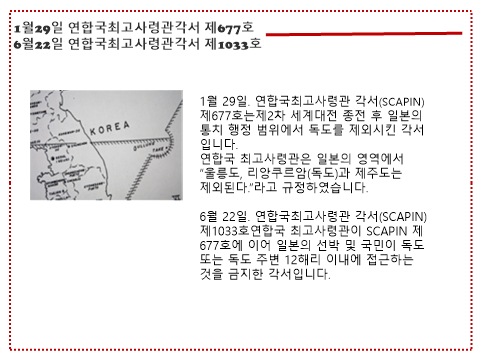 1월29일 연합국최고사령관각서 제677호
6월22일 연합국최고사령관각서 제1033호
KOREA
TAKE
1월 29일. 연합국최고사령관 각서(SCAPIN)
제677호는제2차 세계대전 종전 후 일본의
통치 행정 범위에서 독도를 제외시킨 각서
입니다.
연합국 최고사령관은 일본의 영역에서
“울릉도, 리앙쿠르암(독도)과 제주도는
제외된다.”라고 규정하였습니다.
6월 22일. 연합국최고사령관 각서(SCAPIN)
제1033호연합국 최고사령관이 SCAPIN 제
677호에 이어 일본의 선박 및 국민이 독도
또는 독도 주변 12해리 이내에 접근하는
것을 금지한 각서입니다.